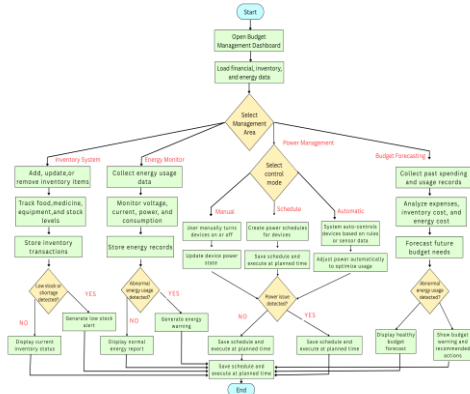 Start
Open Budget
Management Dashboard
Load financial, inventory,
and energy data
Select
Management
Area
inventory System
Energy Monitor
Power Management
Budget Forecasting
Add, update,or
remove inventory items
Track food,medicine,
equipment,and stock
levels
Store inventory
transactions
Low stock or
shortage
detected?
NO
YES
Generate low stock
alert
Display current
inventory status
Collect energy usage
data
Monitor voltage,
current, power, and
consumption
Store energy records
Abnormal
energy usage
detected?
NO
YES
Generate energy
warning
Display normal
energy report
Select
control
mode
Manual
Schedule
Automatic
User manually turns
devices on or off
Update device power
state
Create power schedules
for devices
Save schedule and
execute at planned time
System auto-controls
devices based on rules or
sensor data
Adjust power automatically
to optimize usage
Power issue
detected?
NO
YES
Save schedule and
execute at planned time
Save schedule and
execute at planned time
Collect past spending
and usage records
Analyze expenses,
inventory cost, and
energy cost
Forecast future
budget needs
Abnormal
energy usage
detected?
Display healthy
budget
forecast
Show budget
warning and
recommended
actions
Save schedule and
execute at planned time
End